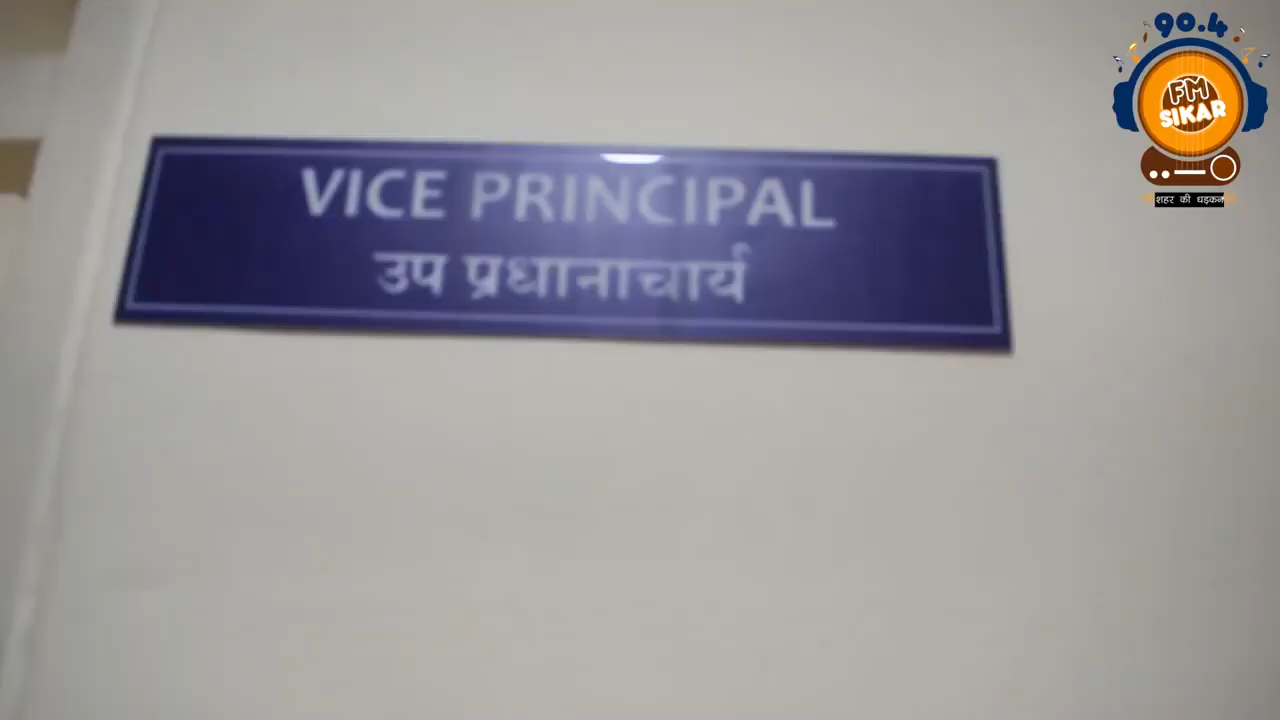 90.4
FM
SIKAR
शहर की धड़कन
VICE PRINCIPAL
उप प्रधानाचार्य